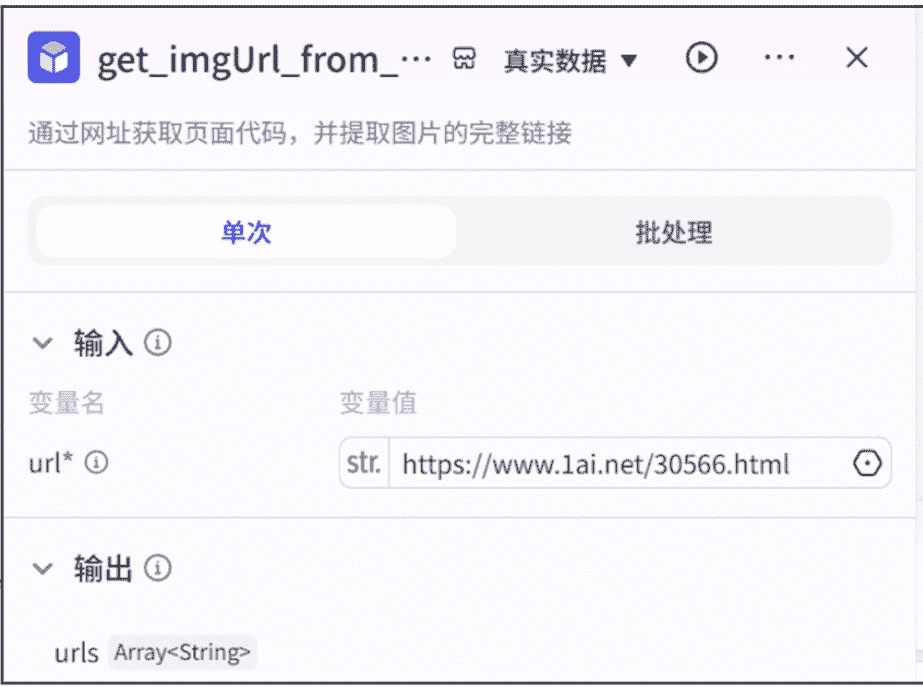 get_imgUrl_from_··· 真实数据
通过网址获取页面代码，并提取图片的完整链接
单次 批处理
输入
变量名 变量值
url* str. https://www.1ai.net/30566.html
输出
urls Array<String>